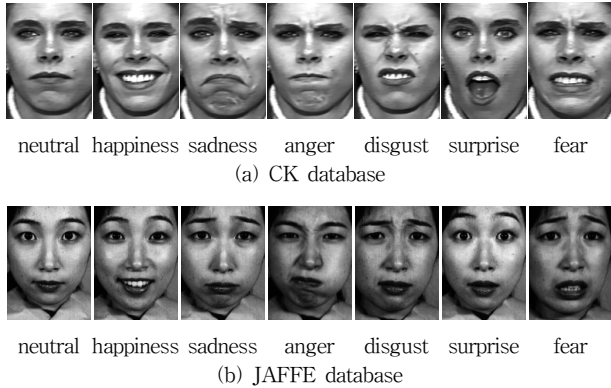 neutral happiness sadness anger disgust surprise fear
(a) CK database
neutral happiness sadness anger disgust surprise fear
(b) JAFFE database